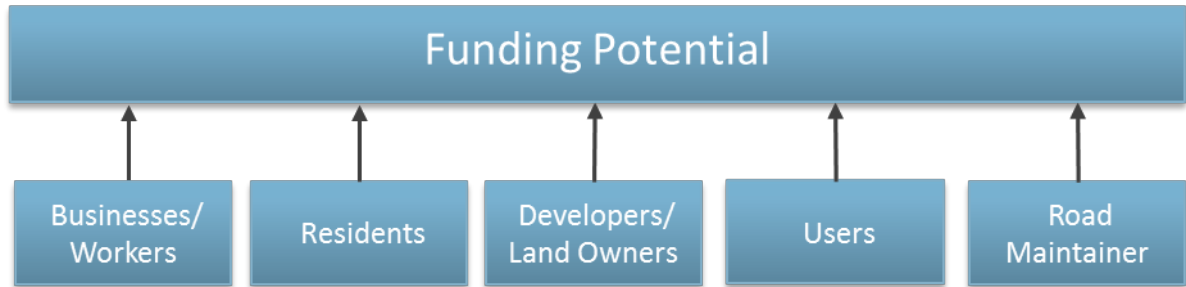 Funding Potential
Businesses/
Workers
Residents
Developers/
Land Owners
Users
Road
Maintainer